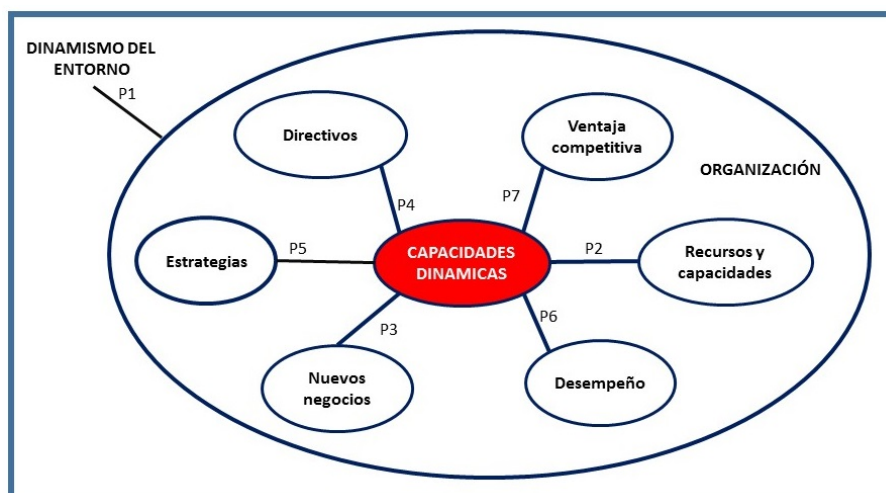 DINAMISMO DEL
ENTORNO
P1
Directivos
Ventaja
competitiva
ORGANIZACIÓN
P4
P7
Estrategias
P5
CAPACIDADES
DINAMICAS
P2
Recursos y
capacidades
P3
P6
Nuevos
negocios
Desempeño